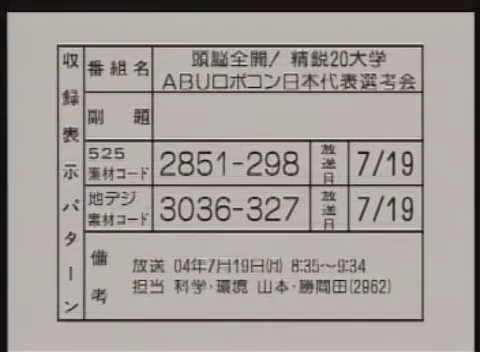 収録表示パターン
番組名
頭脳全開! 精鋭20大学
ABUロボコン日本代表選考会
副題
525
素材コード
2851-298
放送日
7/19
地デジ
素材コード
3036-327
放送日
7/19
備考
放送 04年7月19日(月) 8:35〜9:34
担当 科学・環境 山本・勝間田(2962)